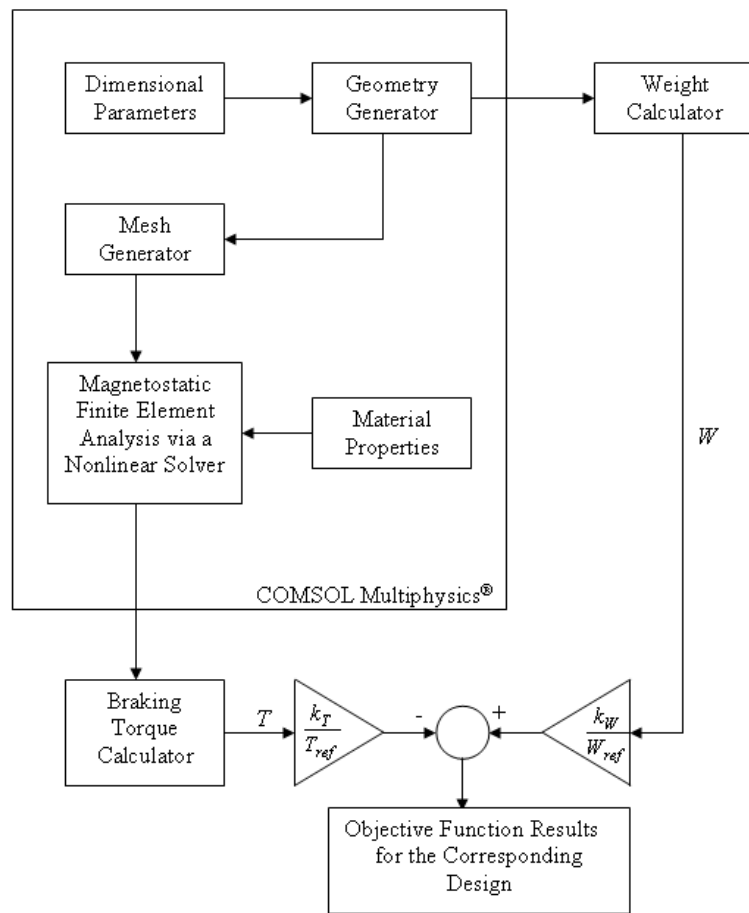 Dimensional
Parameters
Geometry
Generator
Weight
Calculator
Mesh
Generator
Magnetostatic
Finite Element
Analysis via a
Nonlinear Solver
Material
Properties
W
COMSOL Multiphysics®
Braking
Torque
Calculator
T
k_T
T_ref
-
+
k_W
W_ref
Objective Function Results
for the Corresponding
Design